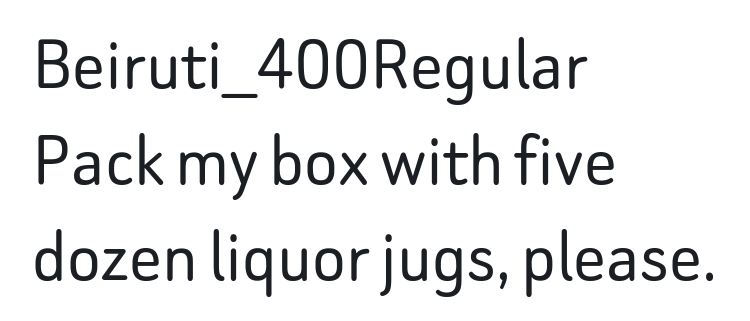 Beiruti_400Regular
Pack my box with five
dozen liquor jugs, please.